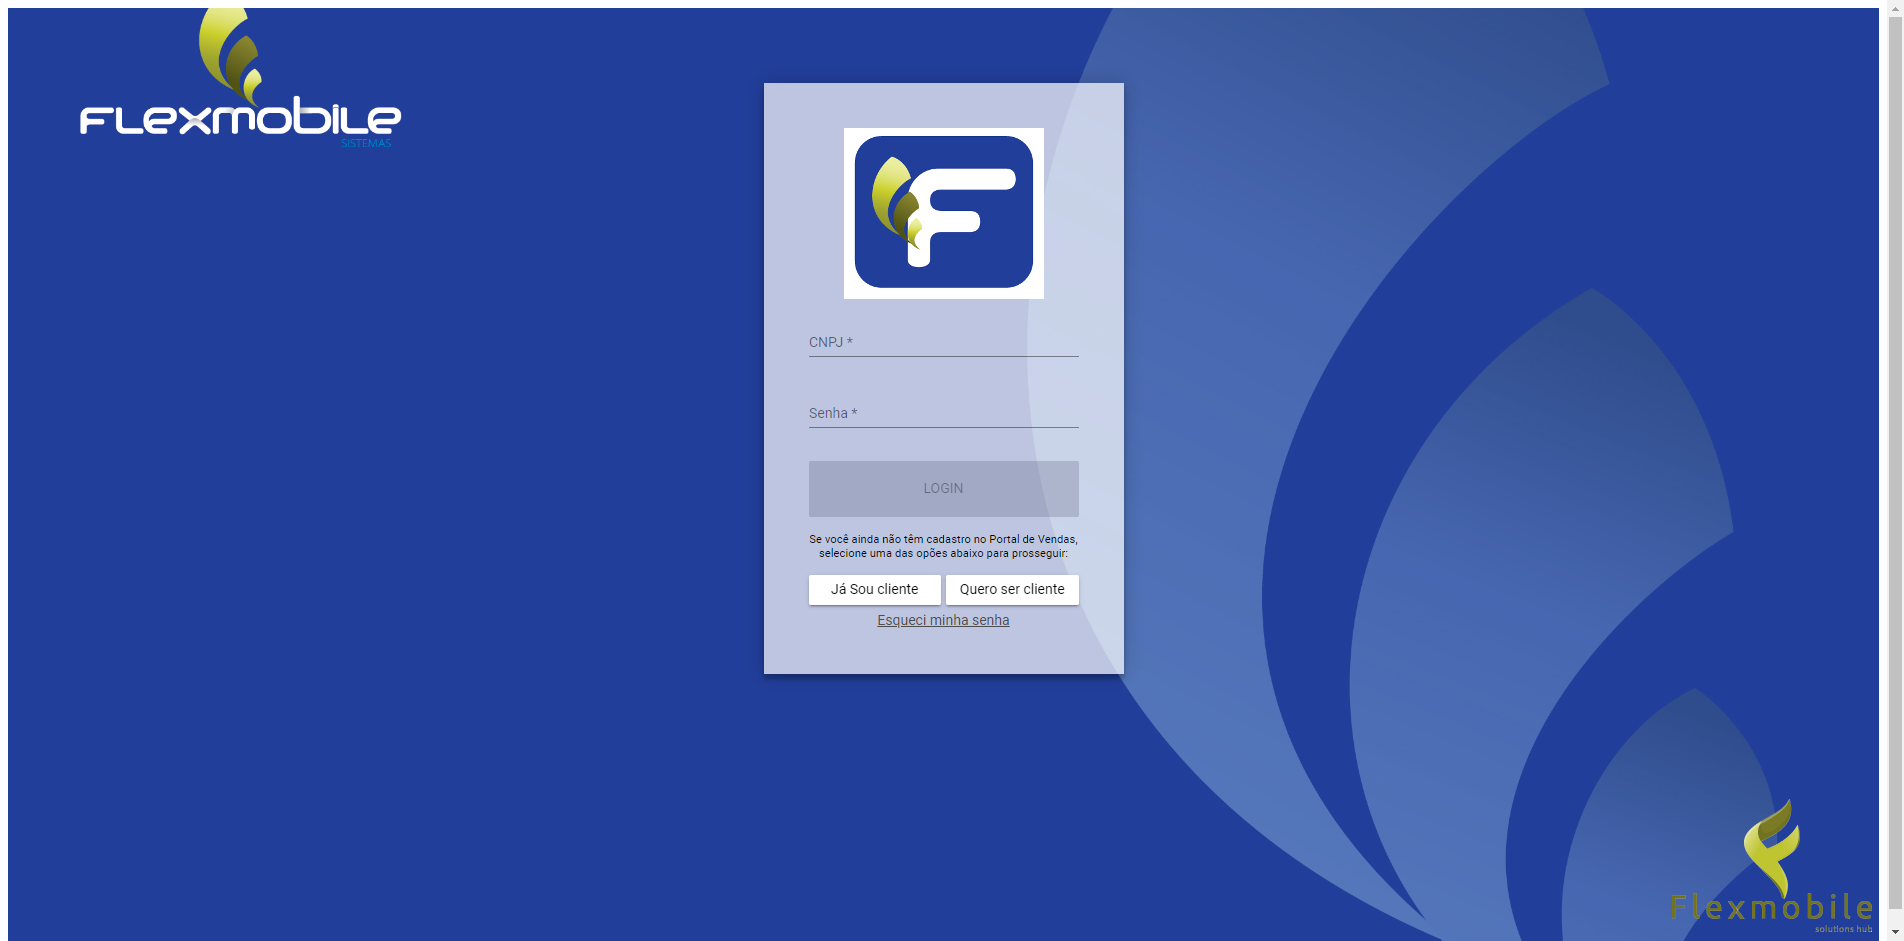 FLEXMOBILE
SISTEMAS
F
CNPJ *
Senha *
LOGIN
Se você ainda não têm cadastro no Portal de Vendas,
selecione uma das opões abaixo para prosseguir:
Já Sou cliente
Quero ser cliente
Esqueci minha senha
Flexmobile
solutions hub